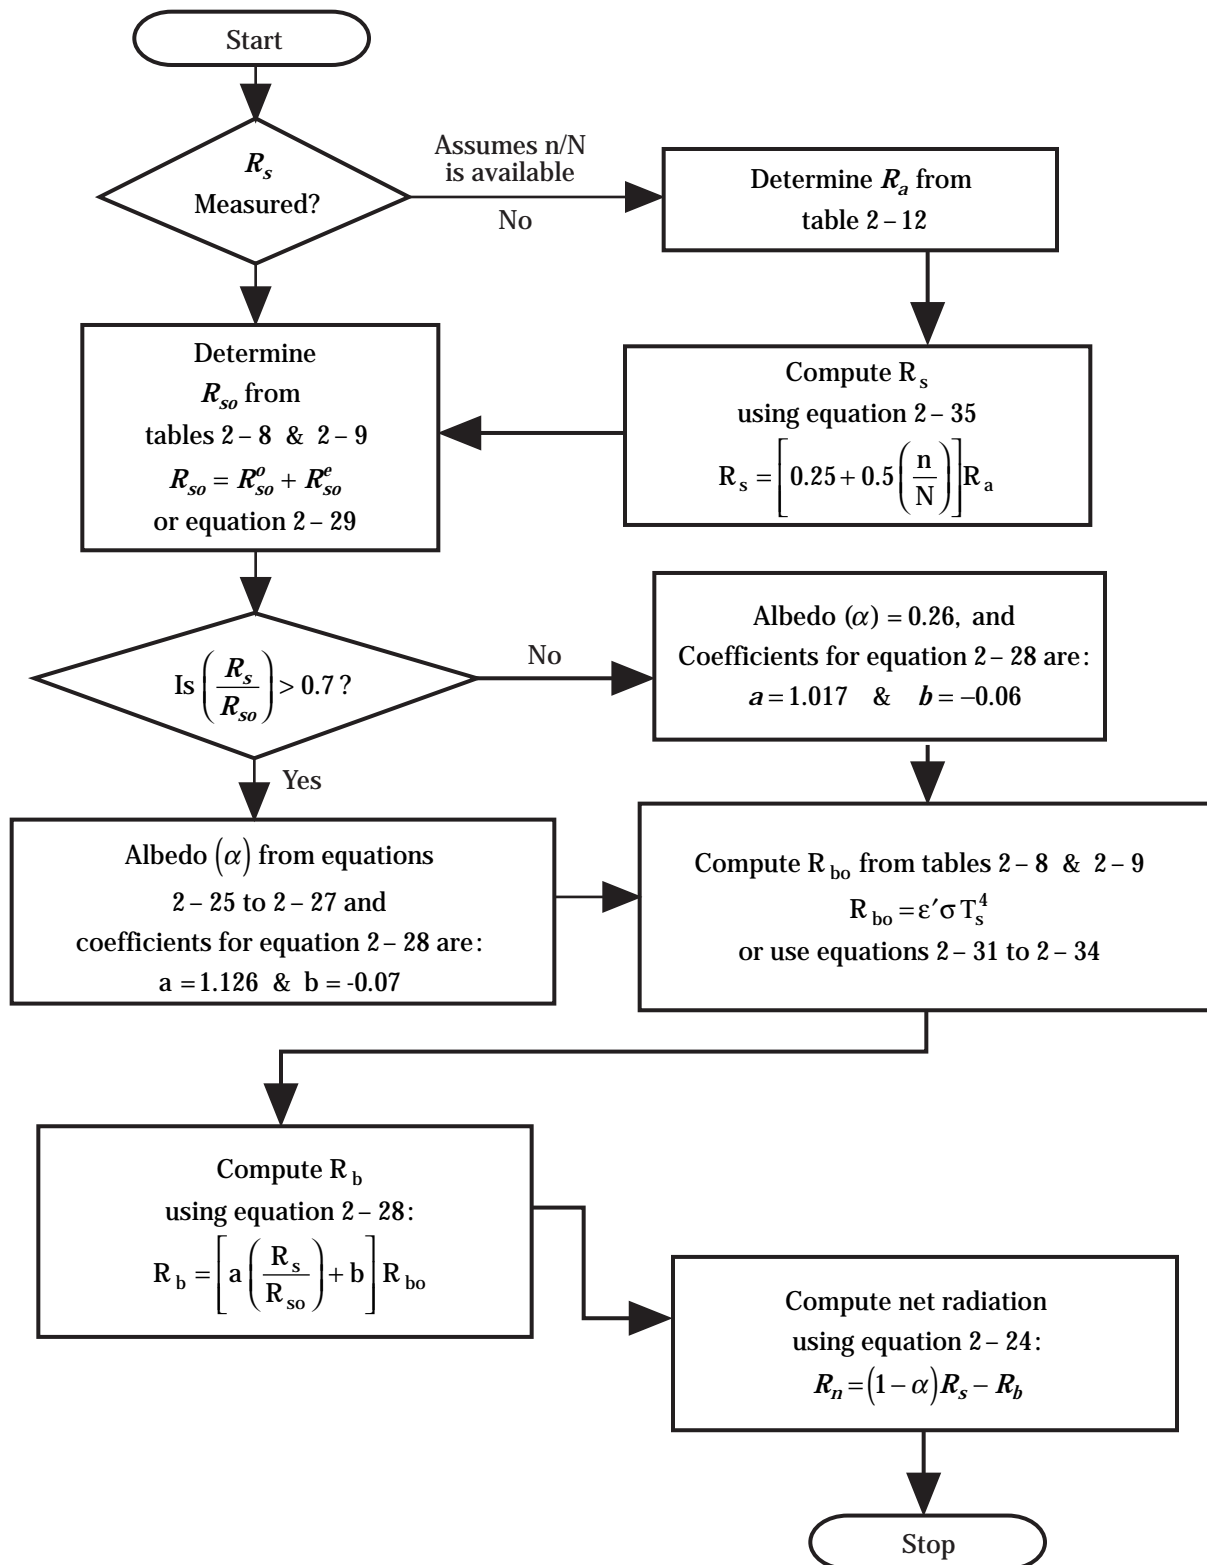 Start
R_s
Measured?
Assumes n/N
is available
No
Determine R_a from
table 2 – 12
Determine
R_so from
tables 2 – 8 & 2 – 9
R_so = R_so^o + R_so^e
or equation 2 – 29
Compute R_s
using equation 2 – 35
R_s = [0.25 + 0.5 (n/N)] R_a
Is (R_s/R_so) > 0.7 ?
No
Yes
Albedo (α) = 0.26, and
Coefficients for equation 2 – 28 are:
a = 1.017 & b = –0.06
Albedo (α) from equations
2 – 25 to 2 – 27 and
coefficients for equation 2 – 28 are:
a = 1.126 & b = -0.07
Compute R_bo from tables 2 – 8 & 2 – 9
R_bo = ε′σ T_s^4
or use equations 2 – 31 to 2 – 34
Compute R_b
using equation 2 – 28:
R_b = [a (R_s/R_so) + b] R_bo
Compute net radiation
using equation 2 – 24:
R_n = (1 – α)R_s – R_b
Stop